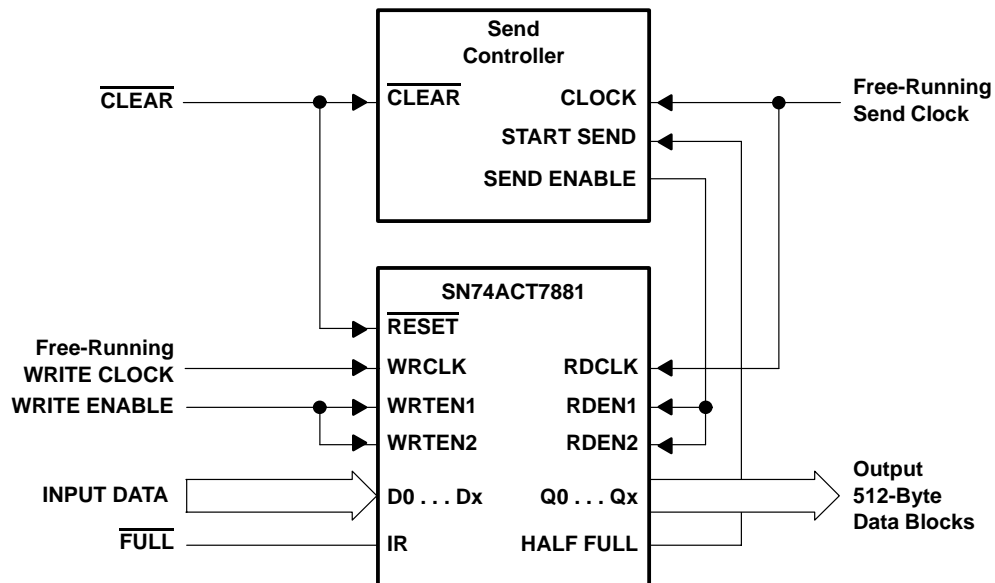 Send
Controller
CLEAR
CLEAR
CLOCK
Free-Running
Send Clock
START SEND
SEND ENABLE
SN74ACT7881
RESET
Free-Running
WRITE CLOCK
WRCLK
RDCLK
WRITE ENABLE
WRTEN1
RDEN1
WRTEN2
RDEN2
INPUT DATA
D0 . . . Dx
Q0 . . . Qx
Output
512-Byte
Data Blocks
FULL
IR
HALF FULL